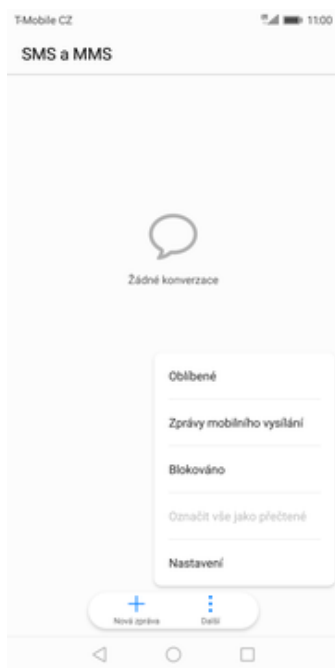 T-Mobile CZ 11:00
SMS a MMS
Žádné konverzace
Oblíbené
Zprávy mobilního vysílání
Blokováno
Označit vše jako přečtené
Nastavení
Nová zpráva Další